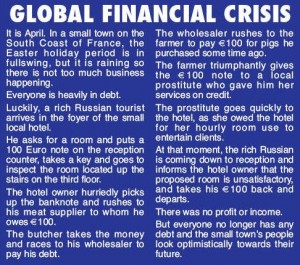 GLOBAL FINANCIAL CRISIS
It is April. In a small town on the
South Coast of France, the
Easter holiday period is in
fullswing, but it is raining so
there is not too much business
happening.
Everyone is heavily in debt.
Luckily, a rich Russian tourist
arrives in the foyer of the small
local hotel.
He asks for a room and puts a
100 Euro note on the reception
counter, takes a key and goes to
inspect the room located up the
stairs on the third floor.
The hotel owner hurriedly picks
up the banknote and rushes to
his meat supplier to whom he
owes €100.
The butcher takes the money
and races to his wholesaler to
pay his debt.
The wholesaler rushes to the
farmer to pay €100 for pigs he
purchased some time ago.
The farmer triumphantly gives
the €100 note to a local
prostitute who gave him her
services on credit.
The prostitute goes quickly to
the hotel, as she owed the hotel
for her hourly room use to
entertain clients.
At that moment, the rich Russian
is coming down to reception and
informs the hotel owner that the
proposed room is unsatisfactory,
and takes his €100 back and
departs.
There was no profit or income.
But everyone no longer has any
debt and the small town's people
look optimistically towards their
future.